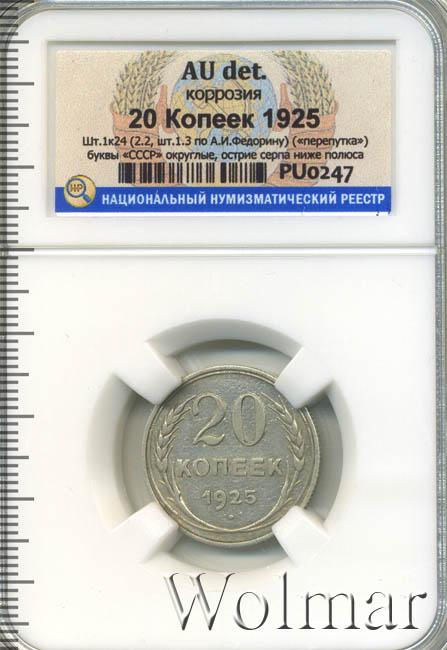 AU det.
коррозия
20 Копеек 1925
Шт.1к24 (2.2, шт.1.3 по А.И.Федорину) («перепутка»)
буквы «СССР» округлые, острие серпа ниже полюса
PU0247
НР
НАЦИОНАЛЬНЫЙ НУМИЗМАТИЧЕСКИЙ РЕЕСТР
20
КОПЕЕК
1925
Wolmar